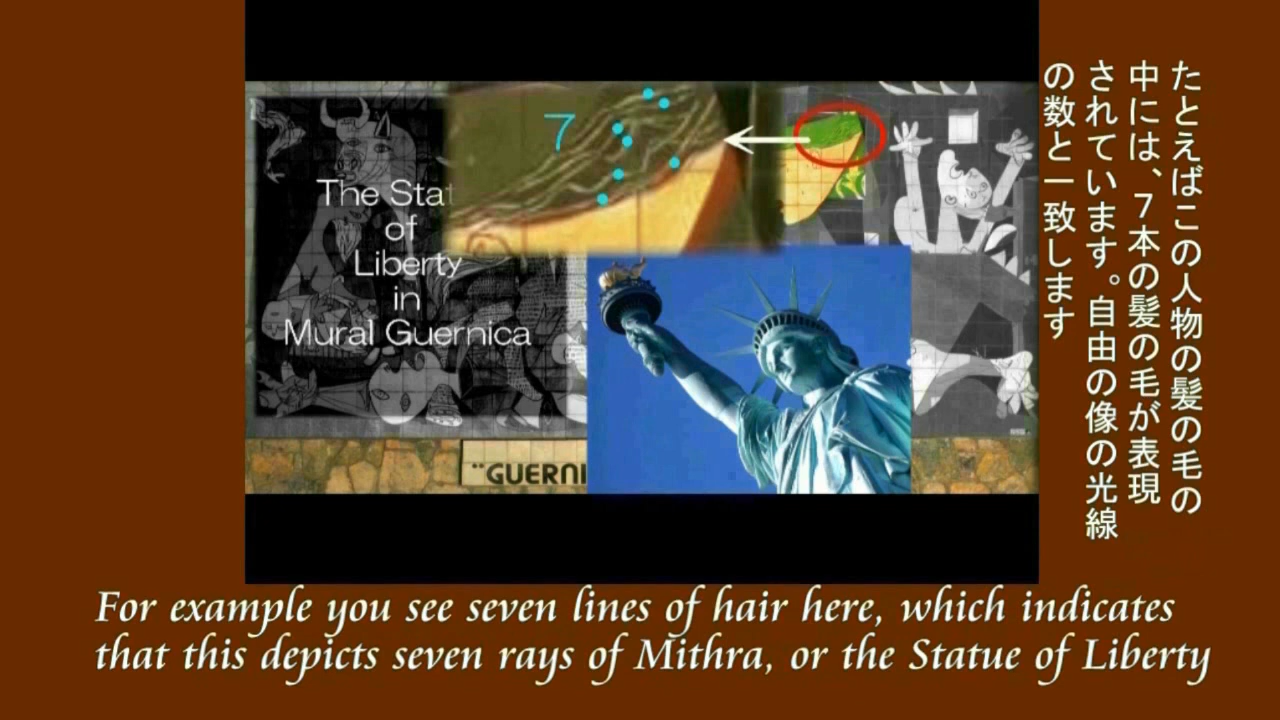 たとえばこの人物の髪の毛の
中には、７本の髪の毛が表現
されています。自由の像の光線
の数と一致します
7
The Stat
of
Liberty
in
Mural Guernica
¨GUERNI
For example you see seven lines of hair here, which indicates
that this depicts seven rays of Mithra, or the Statue of Liberty